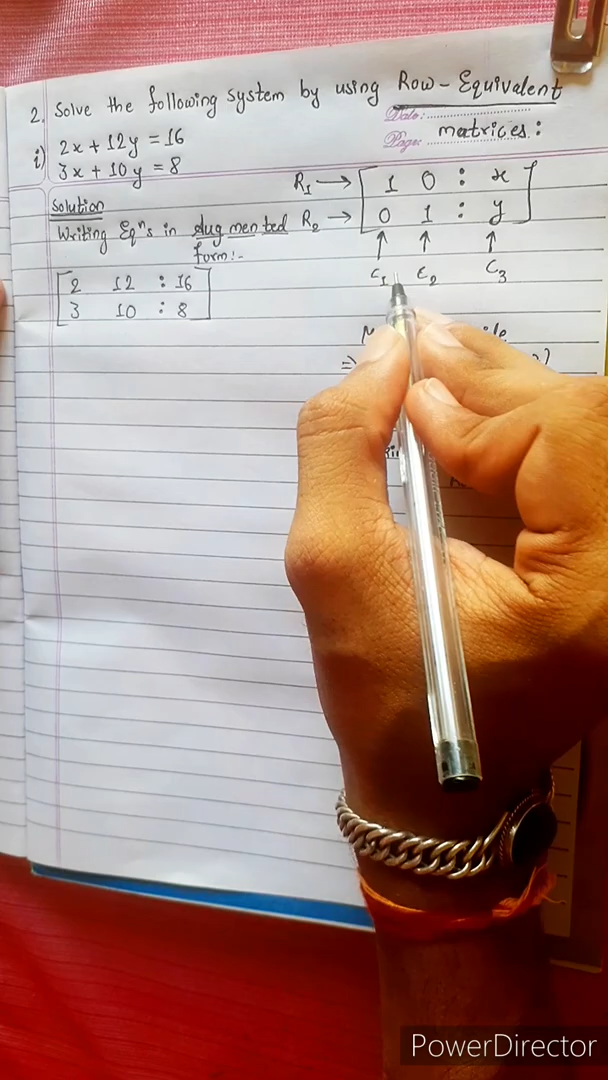 2. Solve the following system by using Row-Equivalent
Date:
Page:
matrices:
i) 2x + 12y = 16
3x + 10y = 8
Solution
Writing Eqⁿs in Augmented
form:-
[ 2 12 : 16 ]
[ 3 10 : 8 ]
R₁ → [ 1 0 : x ]
R₂ → [ 0 1 : y ]
↑ ↑ ↑
C₁ C₂ C₃
PowerDirector